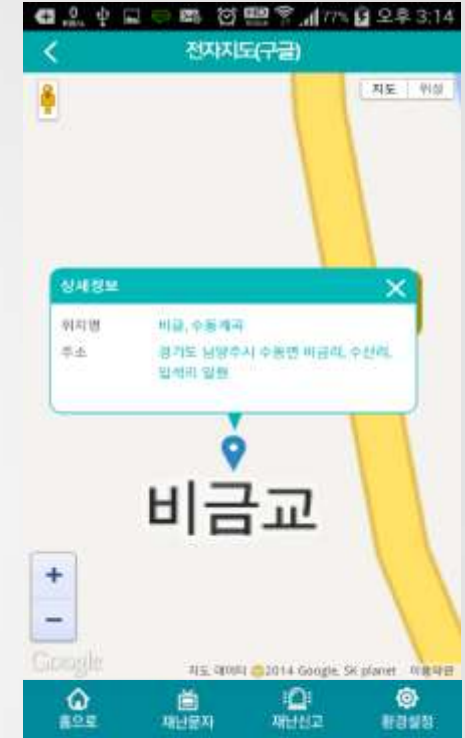 77% 오후 3:14
전자지도(구글)
지도 위성
상세정보
위치명 비금, 수동계곡
주소 경기도 남양주시 수동면 비금리, 수산리,
입석리 일원
비금교
+
−
Google
지도 데이터 ©2014 Google, SK planet 이용약관
홈으로 재난문자 재난신고 환경설정